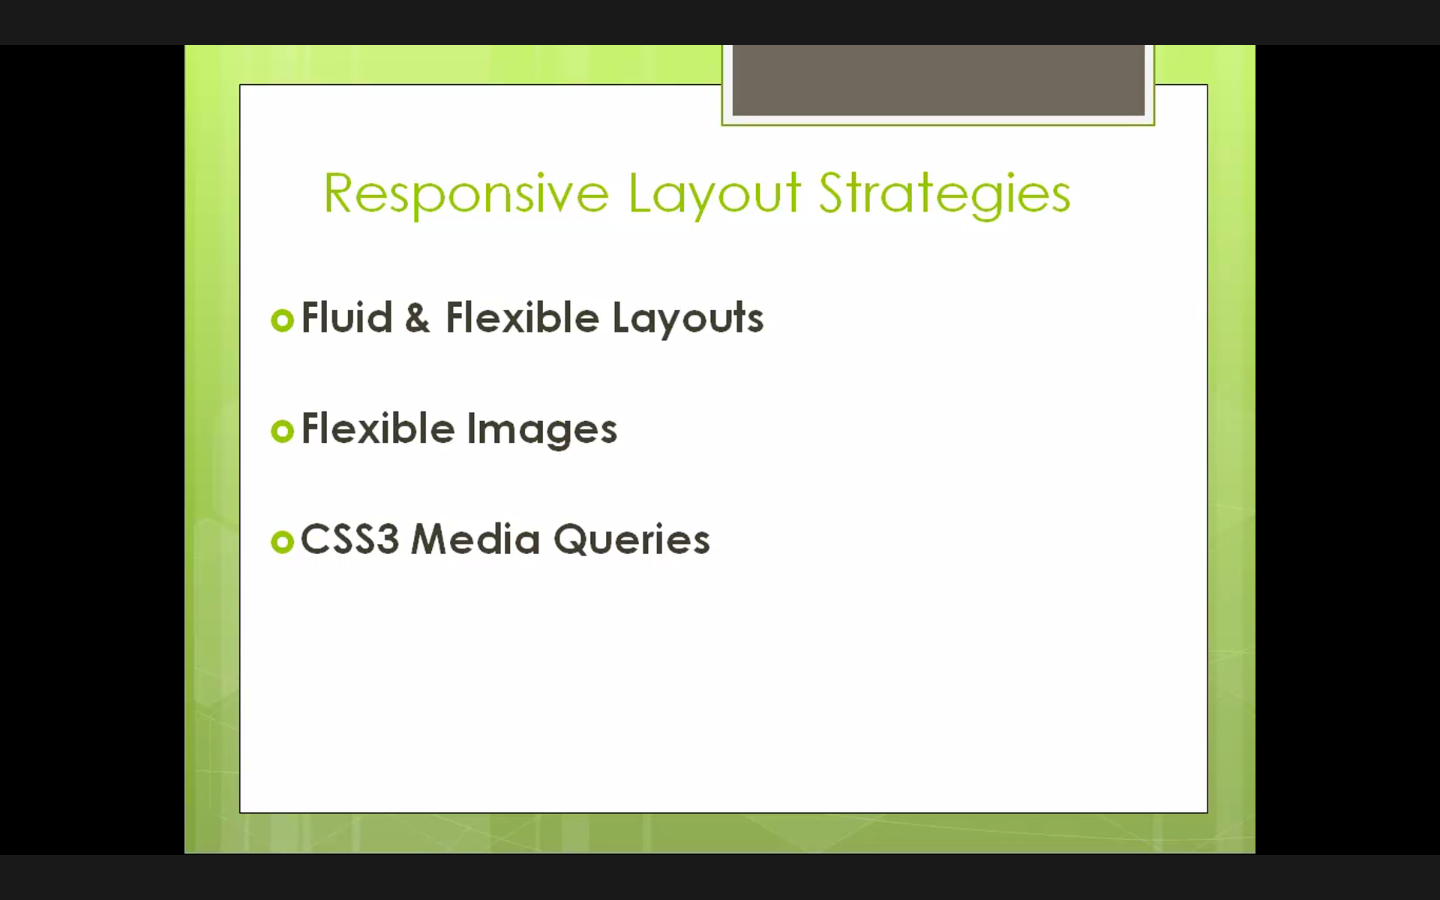 Responsive Layout Strategies
Fluid & Flexible Layouts
Flexible Images
CSS3 Media Queries